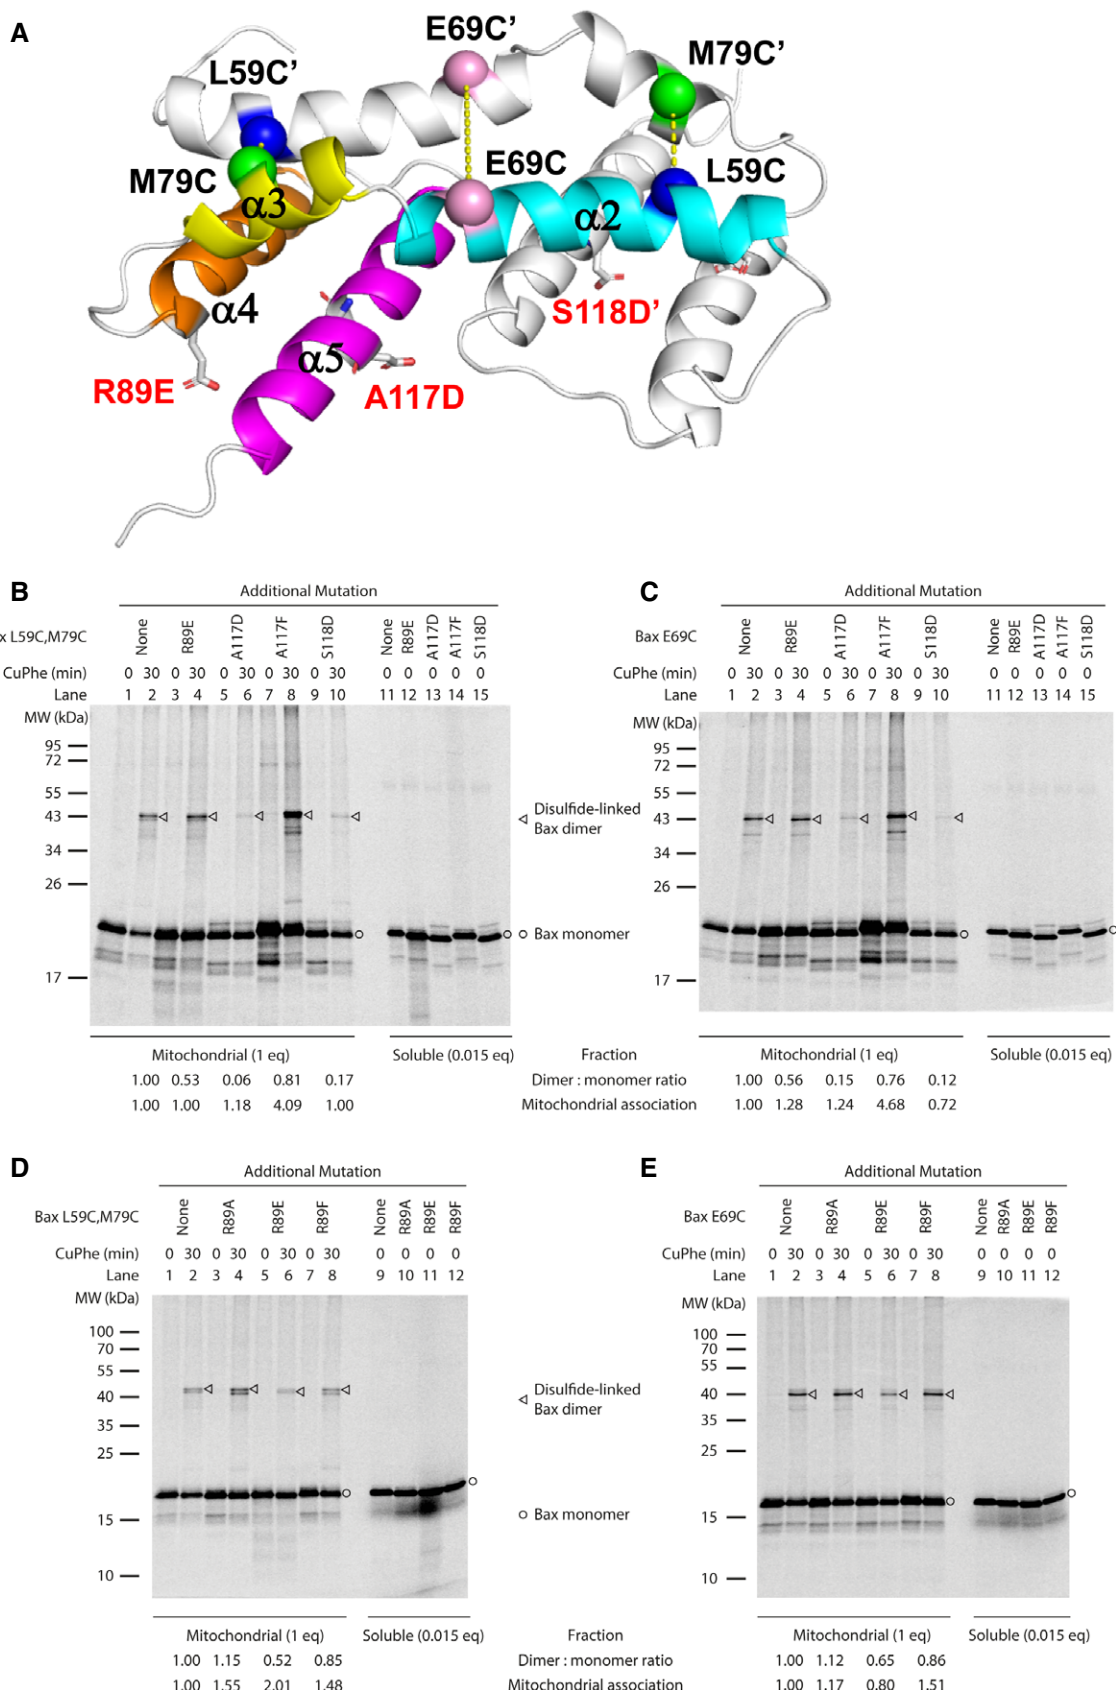 A
E69C’
L59C’
M79C’
M79C
E69C
L59C
α3
α2
α4
S118D’
α5
R89E
A117D
B
Additional Mutation
x L59C,M79C
None R89E A117D A117F S118D None R89E A117D A117F S118D
CuPhe (min) 0 30 0 30 0 30 0 30 0 30 0 0 0 0 0
Lane 1 2 3 4 5 6 7 8 9 10 11 12 13 14 15
MW (kDa)
95
72
55
43
34
26
17
Disulfide-linked
Bax dimer
Bax monomer
Mitochondrial (1 eq) Soluble (0.015 eq) Fraction
1.00 0.53 0.06 0.81 0.17 Dimer : monomer ratio
1.00 1.00 1.18 4.09 1.00 Mitochondrial association
C
Additional Mutation
Bax E69C
None R89E A117D A117F S118D None R89E A117D A117F S118D
CuPhe (min) 0 30 0 30 0 30 0 30 0 30 0 0 0 0 0
Lane 1 2 3 4 5 6 7 8 9 10 11 12 13 14 15
MW (kDa)
95
72
55
43
34
26
17
Mitochondrial (1 eq) Soluble (0.015 eq)
1.00 0.56 0.15 0.76 0.12
1.00 1.28 1.24 4.68 0.72
D
Additional Mutation
Bax L59C,M79C
None R89A R89E R89F None R89A R89E R89F
CuPhe (min) 0 30 0 30 0 30 0 30 0 0 0 0
Lane 1 2 3 4 5 6 7 8 9 10 11 12
MW (kDa)
100
70
55
40
35
25
15
10
Disulfide-linked
Bax dimer
Bax monomer
Mitochondrial (1 eq) Soluble (0.015 eq) Fraction
1.00 1.15 0.52 0.85 Dimer : monomer ratio
1.00 1.55 2.01 1.48 Mitochondrial association
E
Additional Mutation
Bax E69C
None R89A R89E R89F None R89A R89E R89F
CuPhe (min) 0 30 0 30 0 30 0 30 0 0 0 0
Lane 1 2 3 4 5 6 7 8 9 10 11 12
MW (kDa)
100
70
55
40
35
25
15
10
Mitochondrial (1 eq) Soluble (0.015 eq)
1.00 1.12 0.65 0.86
1.00 1.17 0.80 1.51